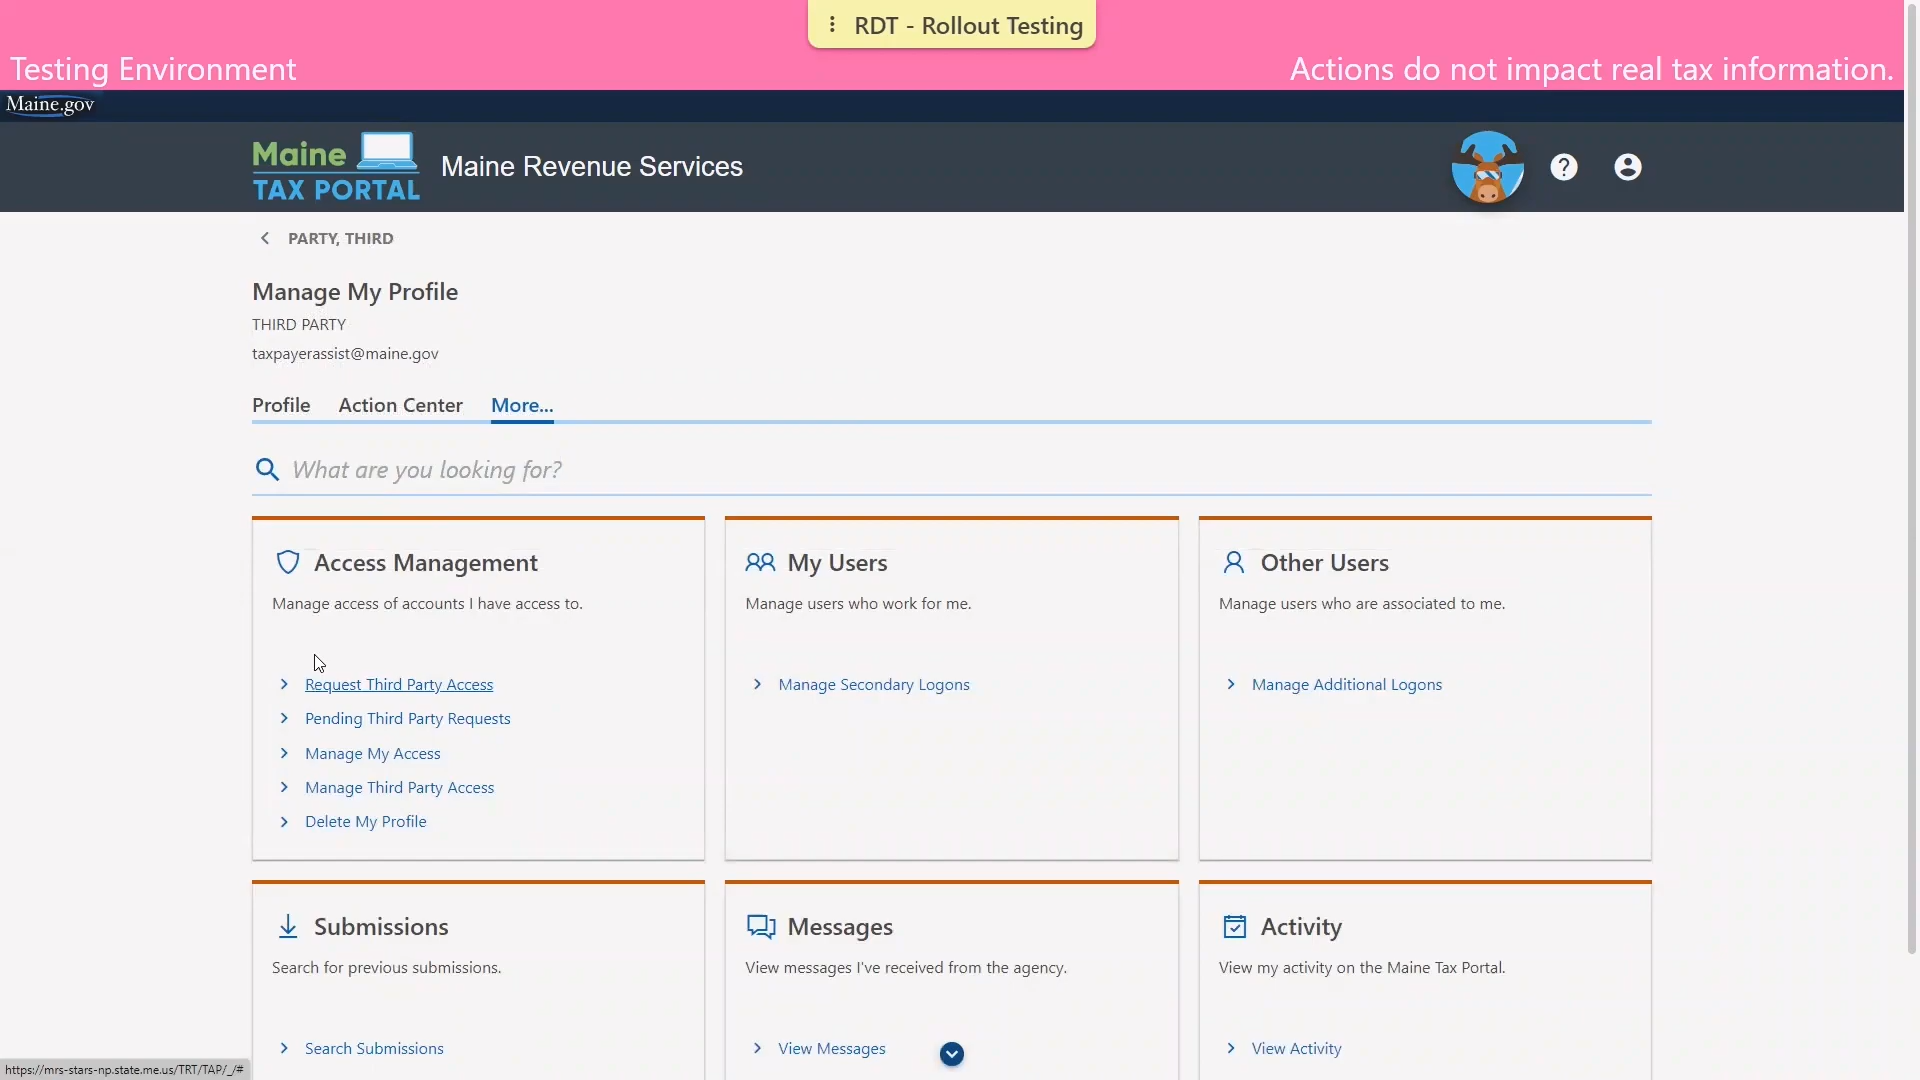 RDT - Rollout Testing
Testing Environment
Actions do not impact real tax information.
Maine.gov
Maine
TAX PORTAL
Maine Revenue Services
?
PARTY, THIRD
Manage My Profile
THIRD PARTY
taxpayerassist@maine.gov
Profile
Action Center
More...
What are you looking for?
Access Management
Manage access of accounts I have access to.
Request Third Party Access
Pending Third Party Requests
Manage My Access
Manage Third Party Access
Delete My Profile
My Users
Manage users who work for me.
Manage Secondary Logons
Other Users
Manage users who are associated to me.
Manage Additional Logons
Submissions
Search for previous submissions.
Search Submissions
Messages
View messages I've received from the agency.
View Messages
Activity
View my activity on the Maine Tax Portal.
View Activity
https://mrs-stars-np.state.me.us/TRT/TAP/_/#